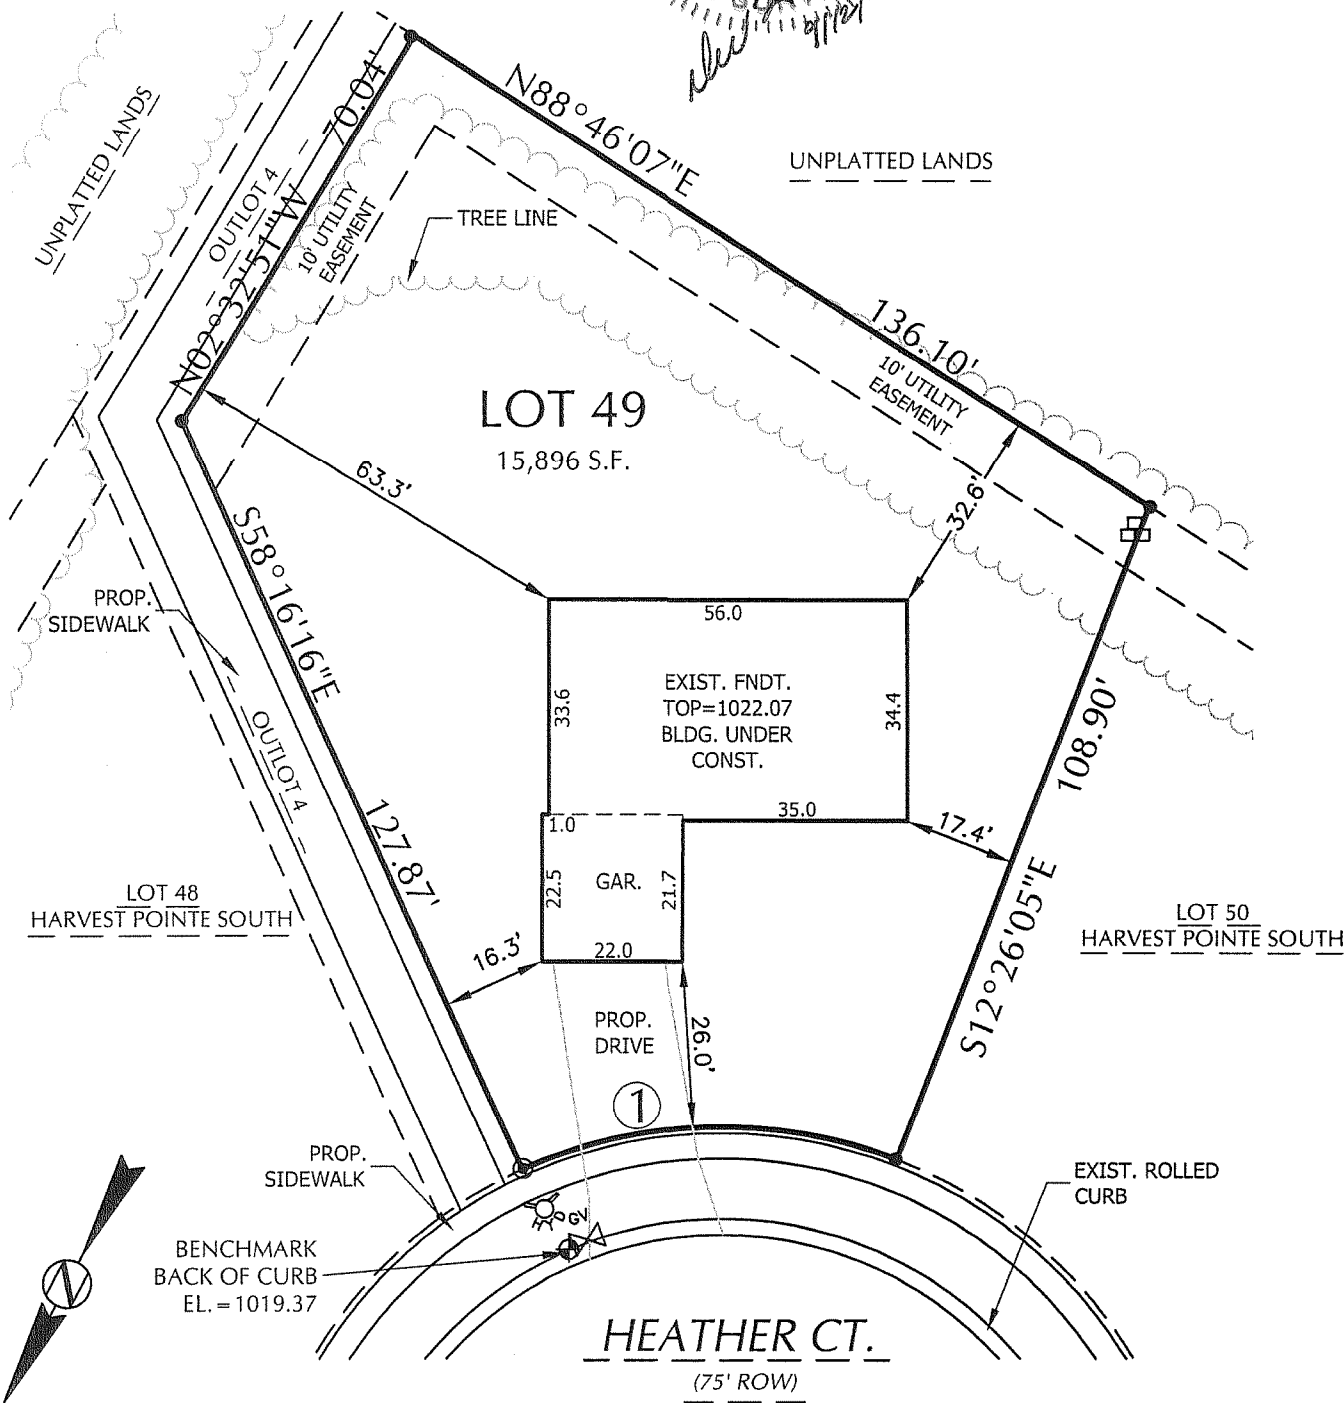 N88°46'07"E
136.10'
UNPLATTED LANDS
UNPLATTED LANDS
70.04'
N02°32'51"W
OUTLOT 4
10' UTILITY
EASEMENT
TREE LINE
10' UTILITY
EASEMENT
LOT 49
15,896 S.F.
63.3'
32.6'
S58°16'16"E
127.87'
PROP.
SIDEWALK
OUTLOT 4
56.0
33.6
EXIST. FNDT.
TOP=1022.07
BLDG. UNDER
CONST.
34.4
108.90'
S12°26'05"E
1.0
35.0
17.4'
22.5
GAR.
21.7
22.0
16.3'
LOT 48
HARVEST POINTE SOUTH
LOT 50
HARVEST POINTE SOUTH
PROP.
DRIVE
26.0'
1
PROP.
SIDEWALK
EXIST. ROLLED
CURB
GV
BENCHMARK
BACK OF CURB
EL.=1019.37
N
HEATHER CT.
(75' ROW)